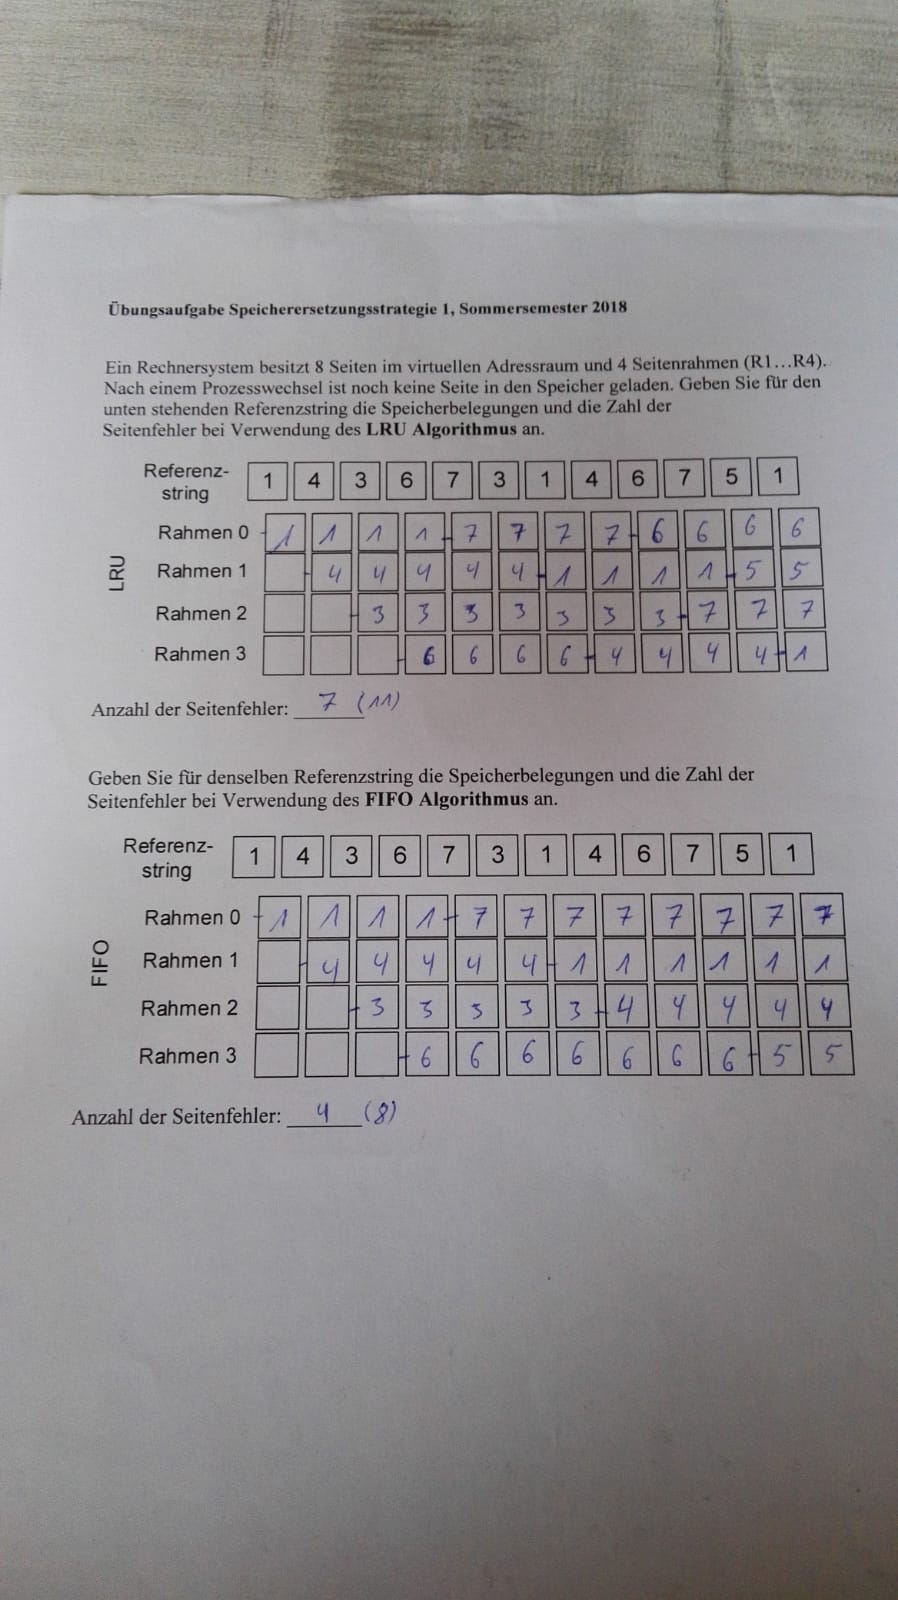 Übungsaufgabe Speicherersetzungsstrategie 1, Sommersemester 2018
Ein Rechnersystem besitzt 8 Seiten im virtuellen Adressraum und 4 Seitenrahmen (R1…R4).
Nach einem Prozesswechsel ist noch keine Seite in den Speicher geladen. Geben Sie für den
unten stehenden Referenzstring die Speicherbelegungen und die Zahl der
Seitenfehler bei Verwendung des LRU Algorithmus an.
Referenz-
string 1 4 3 6 7 3 1 4 6 7 5 1
LRU
Rahmen 0 1 1 1 1 7 7 7 7 6 6 6 6
Rahmen 1 4 4 4 4 4 1 1 1 1 5 5
Rahmen 2 3 3 3 3 3 3 3 7 7 7
Rahmen 3 6 6 6 6 4 4 4 4 1
Anzahl der Seitenfehler: 7 (11)
Geben Sie für denselben Referenzstring die Speicherbelegungen und die Zahl der
Seitenfehler bei Verwendung des FIFO Algorithmus an.
Referenz-
string 1 4 3 6 7 3 1 4 6 7 5 1
FIFO
Rahmen 0 1 1 1 1 7 7 7 7 7 7 7 7
Rahmen 1 4 4 4 4 4 1 1 1 1 1 1
Rahmen 2 3 3 3 3 3 4 4 4 4 4
Rahmen 3 6 6 6 6 6 6 6 5 5
Anzahl der Seitenfehler: 4 (8)